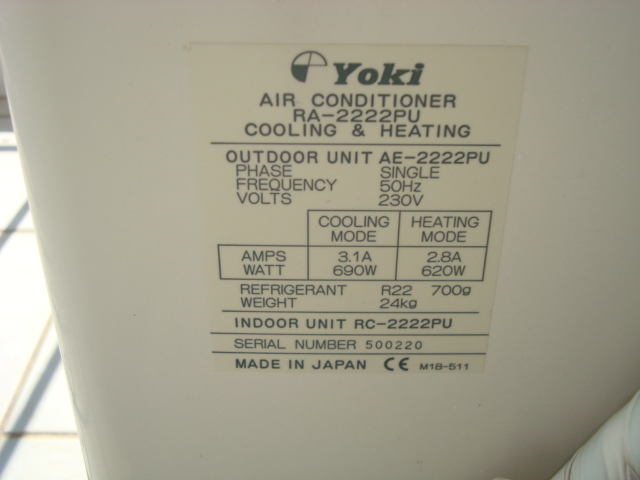 Yoki
AIR CONDITIONER
RA-2222PU
COOLING & HEATING
OUTDOOR UNIT AE-2222PU
PHASE SINGLE
FREQUENCY 50Hz
VOLTS 230V
COOLING MODE HEATING MODE
AMPS 3.1A 2.8A
WATT 690W 620W
REFRIGERANT R22 700g
WEIGHT 24kg
INDOOR UNIT RC-2222PU
SERIAL NUMBER 500220
MADE IN JAPAN CE M18-511